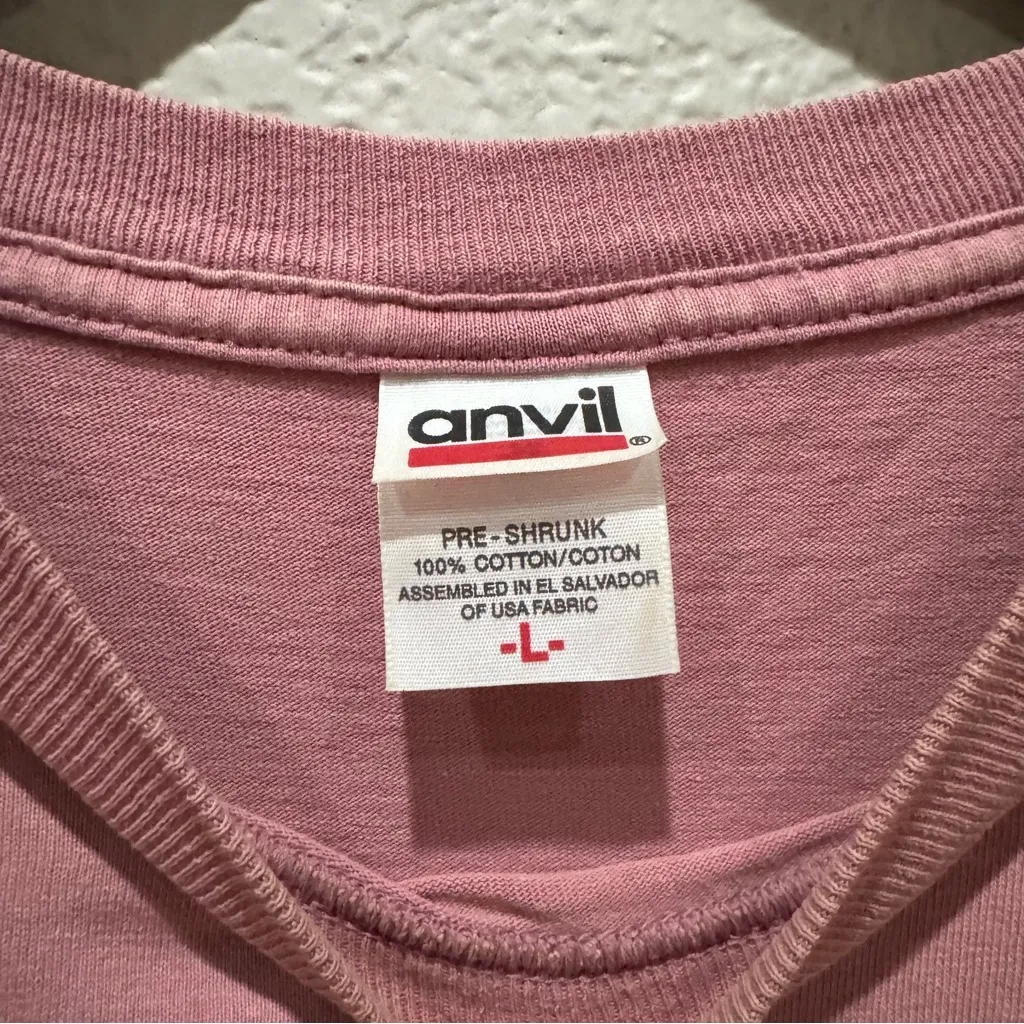 anvil®
PRE-SHRUNK
100% COTTON/COTON
ASSEMBLED IN EL SALVADOR
OF USA FABRIC
-L-